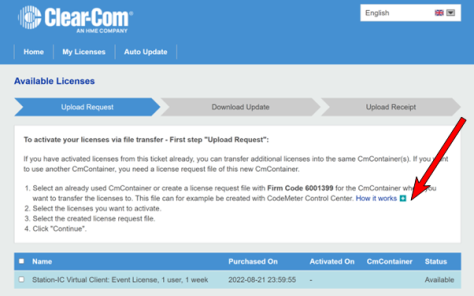 Clear-Com®
AN HME COMPANY
English
Home My Licenses Auto Update
Available Licenses
Upload Request Download Update Upload Receipt
To activate your licenses via file transfer - First step "Upload Request":
If you have activated licenses from this ticket already, you can transfer additional licenses into the same CmContainer(s). If you want
to use another CmContainer, you need a license request file of this new CmContainer.
1. Select an already used CmContainer or create a license request file with Firm Code 6001399 for the CmContainer where you
want to transfer the licenses to. This file can for example be created with CodeMeter Control Center. How it works
2. Select the licenses you want to activate.
3. Select the created license request file.
4. Click "Continue".
Name Purchased On Activated On CmContainer Status
Station-IC Virtual Client: Event License, 1 user, 1 week 2022-08-21 23:59:55 - Available